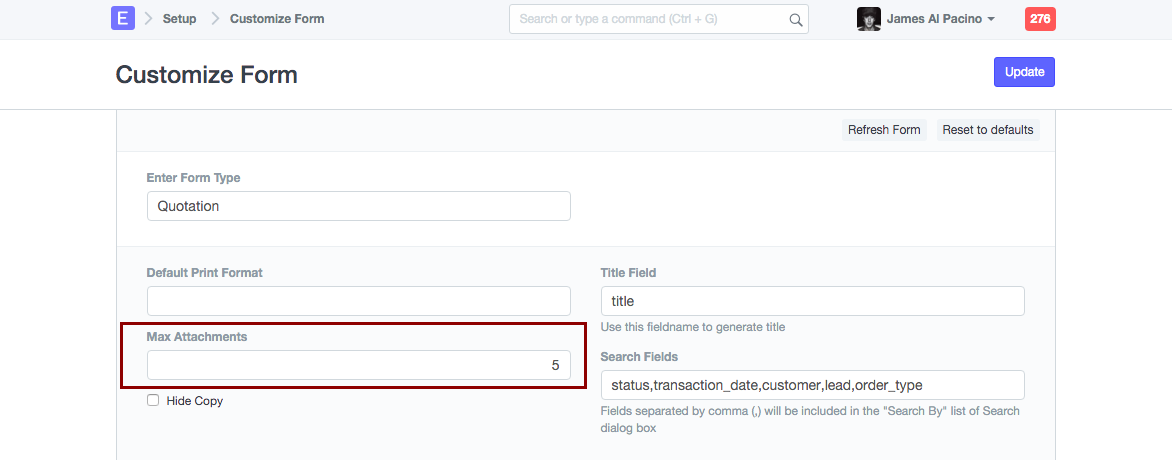 E Setup Customize Form Search or type a command (Ctrl + G) James Al Pacino 276
Customize Form Update
Refresh Form Reset to defaults
Enter Form Type
Quotation
Default Print Format Title Field
title
Use this fieldname to generate title
Max Attachments
5
Search Fields
status,transaction_date,customer,lead,order_type
Hide Copy
Fields separated by comma (,) will be included in the "Search By" list of Search
dialog box